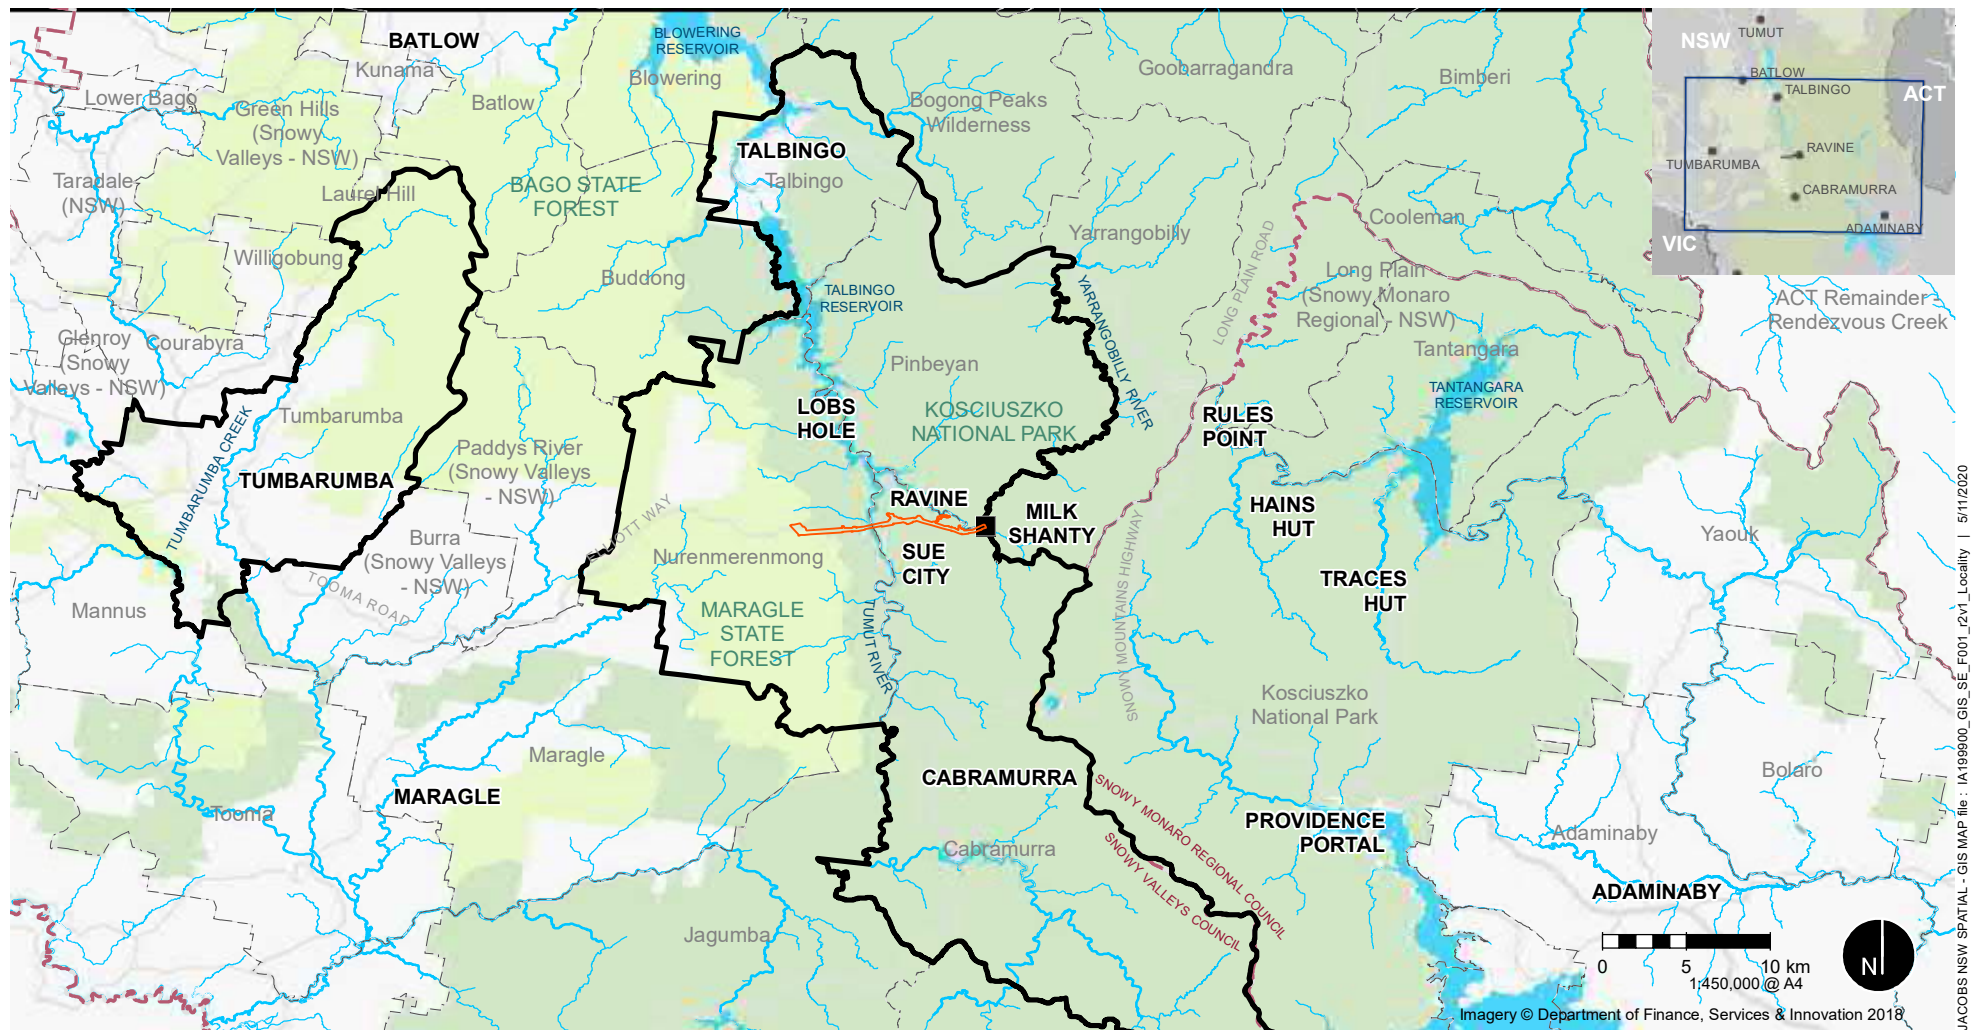 BATLOW
Kunama
Lower Bago
Green Hills
(Snowy
Valleys - NSW)
Batlow
BLOWERING
RESERVOIR
Blowering
Goobarragandra
Bimberi
Bogong Peaks
Wilderness
NSW
TUMUT
BATLOW
TALBINGO
ACT
RAVINE
TUMBARUMBA
CABRAMURRA
ADAMINABY
VIC
Taradale
(NSW)
Laurel Hill
BAGO STATE
FOREST
TALBINGO
Talbingo
Willigobung
Buddong
Yarrangobilly
Cooleman
LONG PLAIN ROAD
Long Plain
(Snowy Monaro
Regional - NSW)
ACT Remainder -
Rendezvous Creek
TALBINGO
RESERVOIR
YARRANGOBILLY RIVER
Glenroy
(Snowy
Valleys - NSW)
Courabyra
Pinbeyan
Tantangara
TANTANGARA
RESERVOIR
Tumbarumba
TUMBARUMBA CREEK
LOBS
HOLE
KOSCIUSZKO
NATIONAL PARK
RULES
POINT
Paddys River
(Snowy Valleys
- NSW)
TUMBARUMBA
RAVINE
MILK
SHANTY
HAINS
HUT
SUE
CITY
Yaouk
ELLIOTT WAY
Burra
(Snowy Valleys
- NSW)
Nurenmerenmong
TRACES
HUT
TOOMA ROAD
Mannus
MARAGLE
STATE
FOREST
TUMUT RIVER
SNOWY MOUNTAINS HIGHWAY
Kosciuszko
National Park
Maragle
MARAGLE
Tooma
CABRAMURRA
Cabramurra
SNOWY MONARO REGIONAL COUNCIL
SNOWY VALLEYS COUNCIL
PROVIDENCE
PORTAL
Bolaro
Adaminaby
ADAMINABY
Jagumba
0 5 10 km
1:450,000 @ A4
N
Imagery © Department of Finance, Services & Innovation 2018
JACOBS NSW SPATIAL - GIS MAP file : IA199900_GIS_SE_F001_r2v1_Locality | 5/11/2020